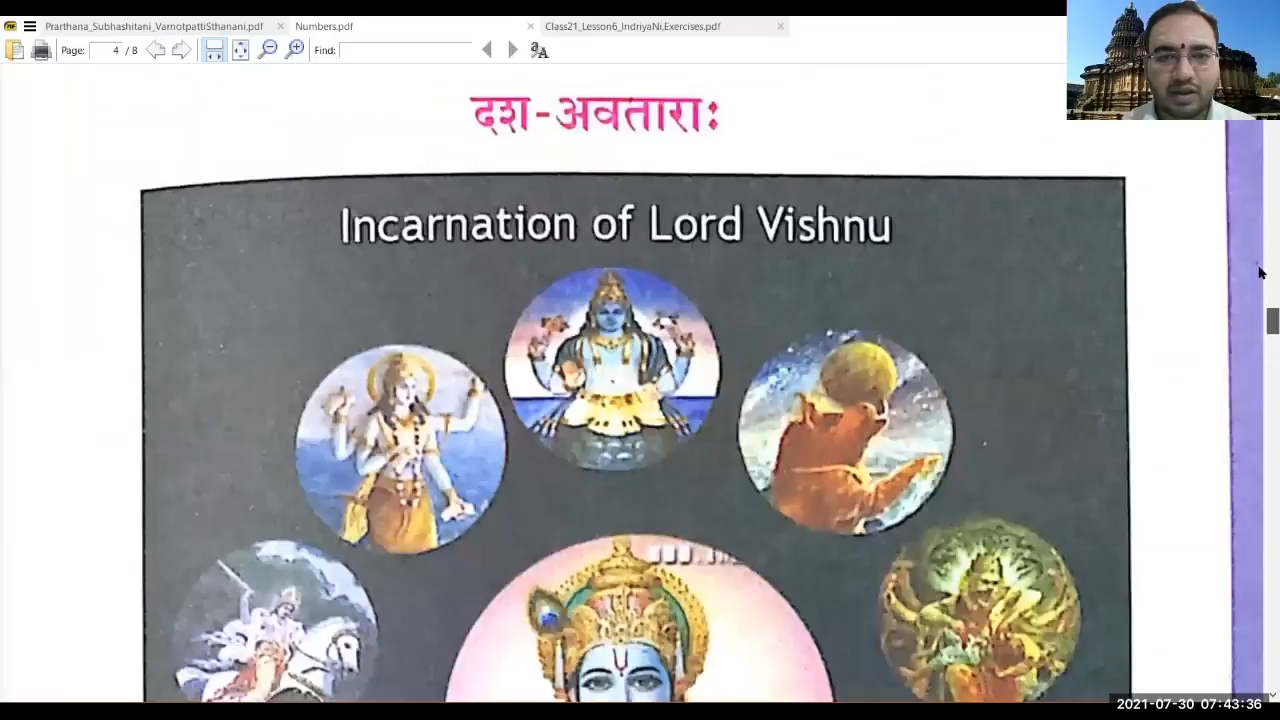 Prarthana_Subhashitani_VarnotpattiSthanani.pdf × Numbers.pdf × Class21_Lesson6_IndriyaNi,Exercises.pdf ×
Page: 4 / 8 Find:
दश-अवताराः
Incarnation of Lord Vishnu
2021-07-30 07:43:36